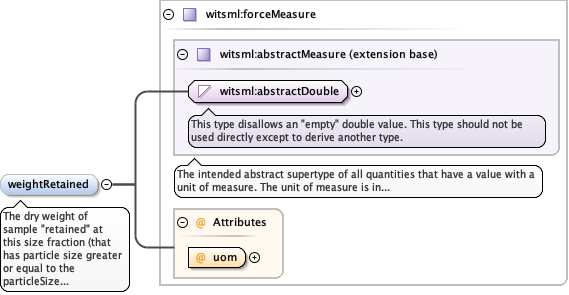 witsml:forceMeasure
witsml:abstractMeasure (extension base)
witsml:abstractDouble
This type disallows an "empty" double value. This type should not be
used directly except to derive another type.
The intended abstract supertype of all quantities that have a value with a
unit of measure. The unit of measure is in...
weightRetained
The dry weight of
sample "retained" at
this size fraction (that
has particle size greater
or equal to the
particleSize...
@ Attributes
@ uom